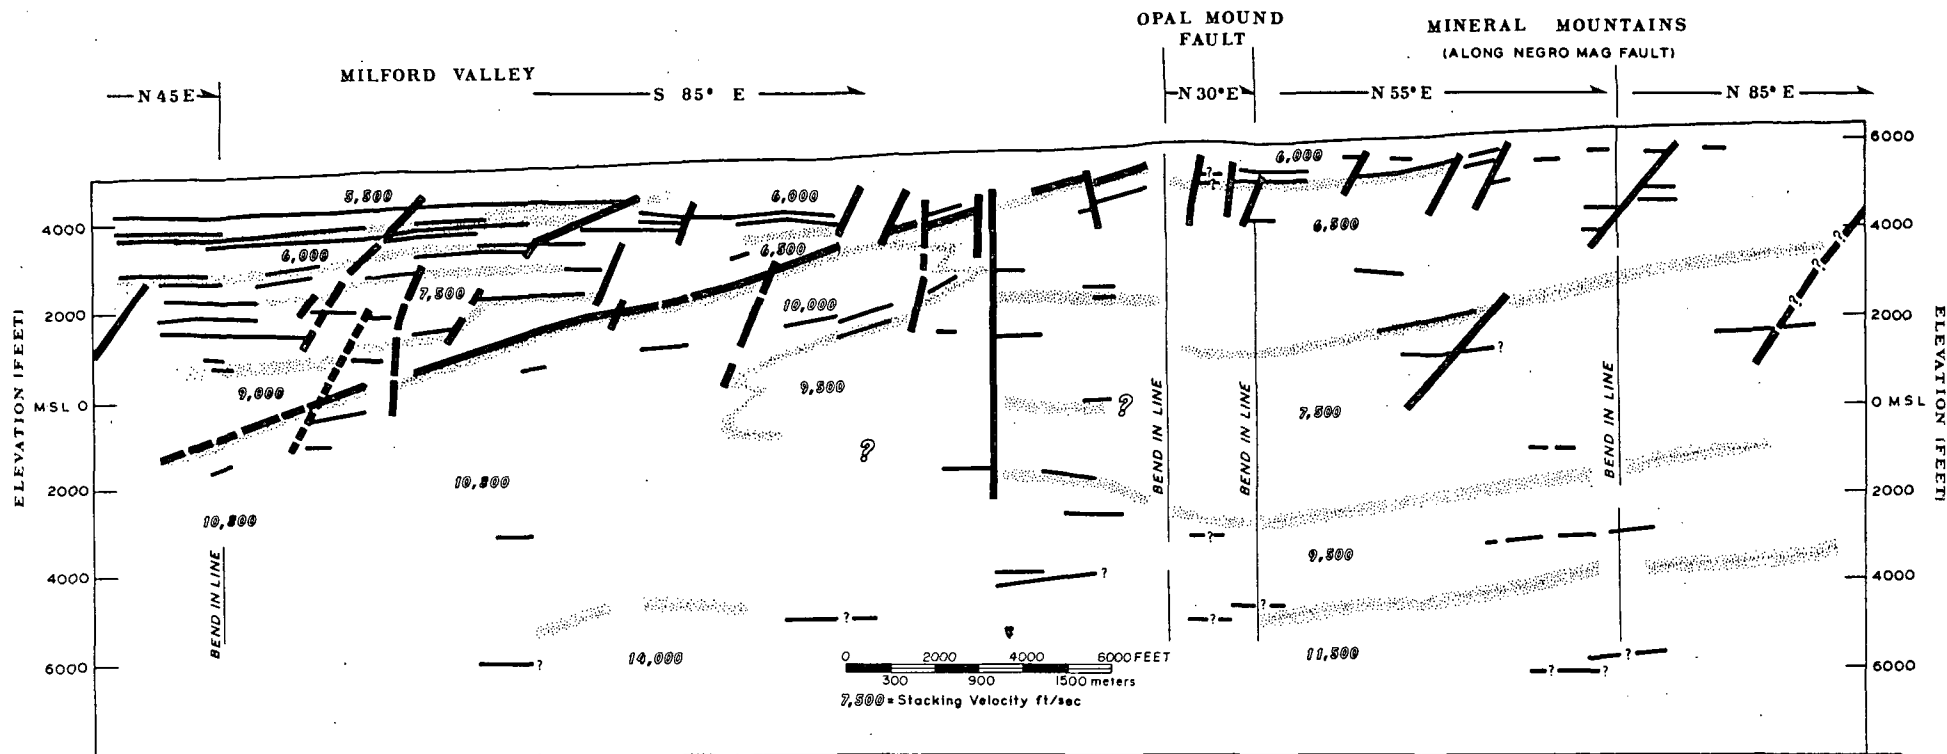 OPAL MOUND
FAULT
MINERAL MOUNTAINS
(ALONG NEGRO MAG FAULT)
MILFORD VALLEY
N 45 E
S 85° E
N 30° E
N 55° E
N 85° E
6000
6000
5,500
6,000
6,000
4000
6,500
6,500
4000
6,000
7,500
10,000
2000
2000
9,000
9,500
7,500
MSL 0
0 MSL
?
?
ELEVATION (FEET)
ELEVATION (FEET)
BEND IN LINE
BEND IN LINE
BEND IN LINE
10,500
2000
2000
9,500
4000
4000
BEND IN LINE
14,000
11,500
6000
6000
0 2000 4000 6000 FEET
300 900 1500 meters
7,500 = Stacking Velocity ft/sec